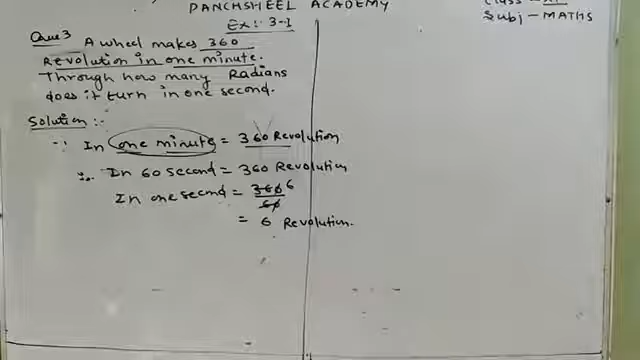 PANCHSHEEL ACADEMY
Subj - MATHS
Ex:- 3-1
Ques 3 A wheel makes 360
revolution in one minute.
Through how many Radians
does it turn in one second.
Solution :-
∵ In one minute = 360 Revolution
∴ In 60 second = 360 Revolution
In one second = 360/60 6
= 6 Revolution.